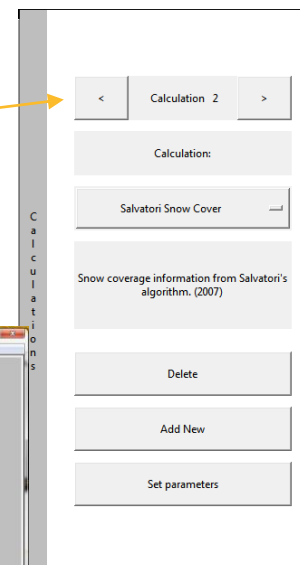 Calculations
< Calculation 2 >
Calculation:
Salvatori Snow Cover
Snow coverage information from Salvatori's
algorithm. (2007)
Delete
Add New
Set parameters